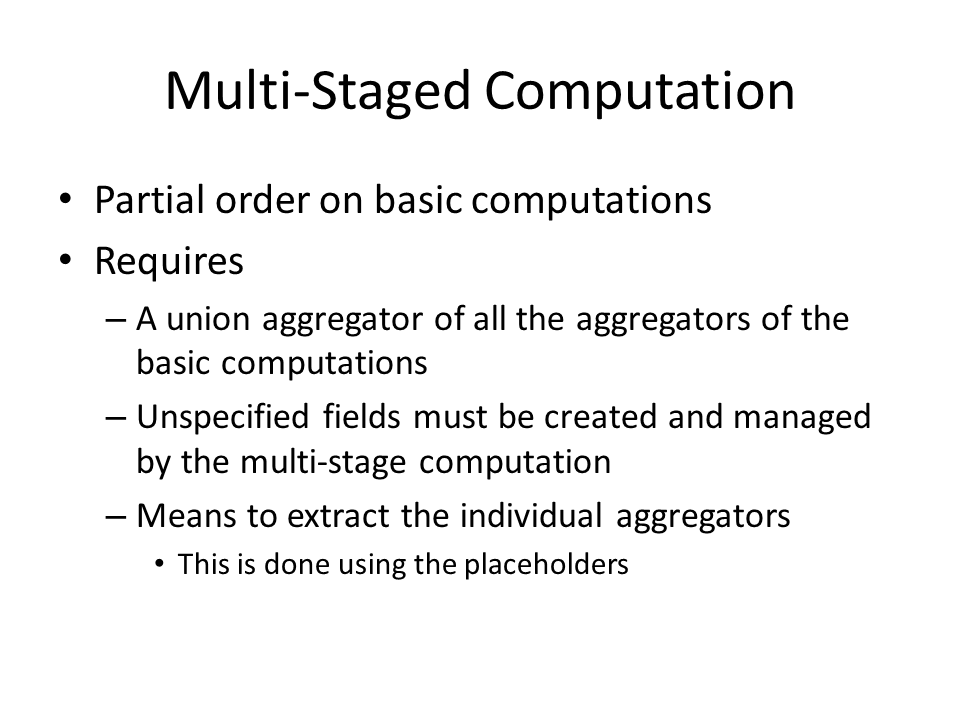 Multi-Staged Computation
• Partial order on basic computations
• Requires
– A union aggregator of all the aggregators of the
basic computations
– Unspecified fields must be created and managed
by the multi-stage computation
– Means to extract the individual aggregators
• This is done using the placeholders